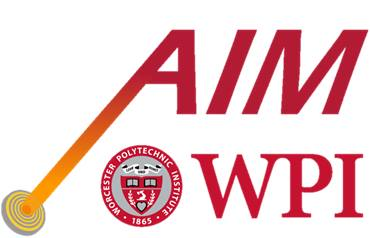 AIM
WORCESTER POLYTECHNIC INSTITUTE
1865
WPI